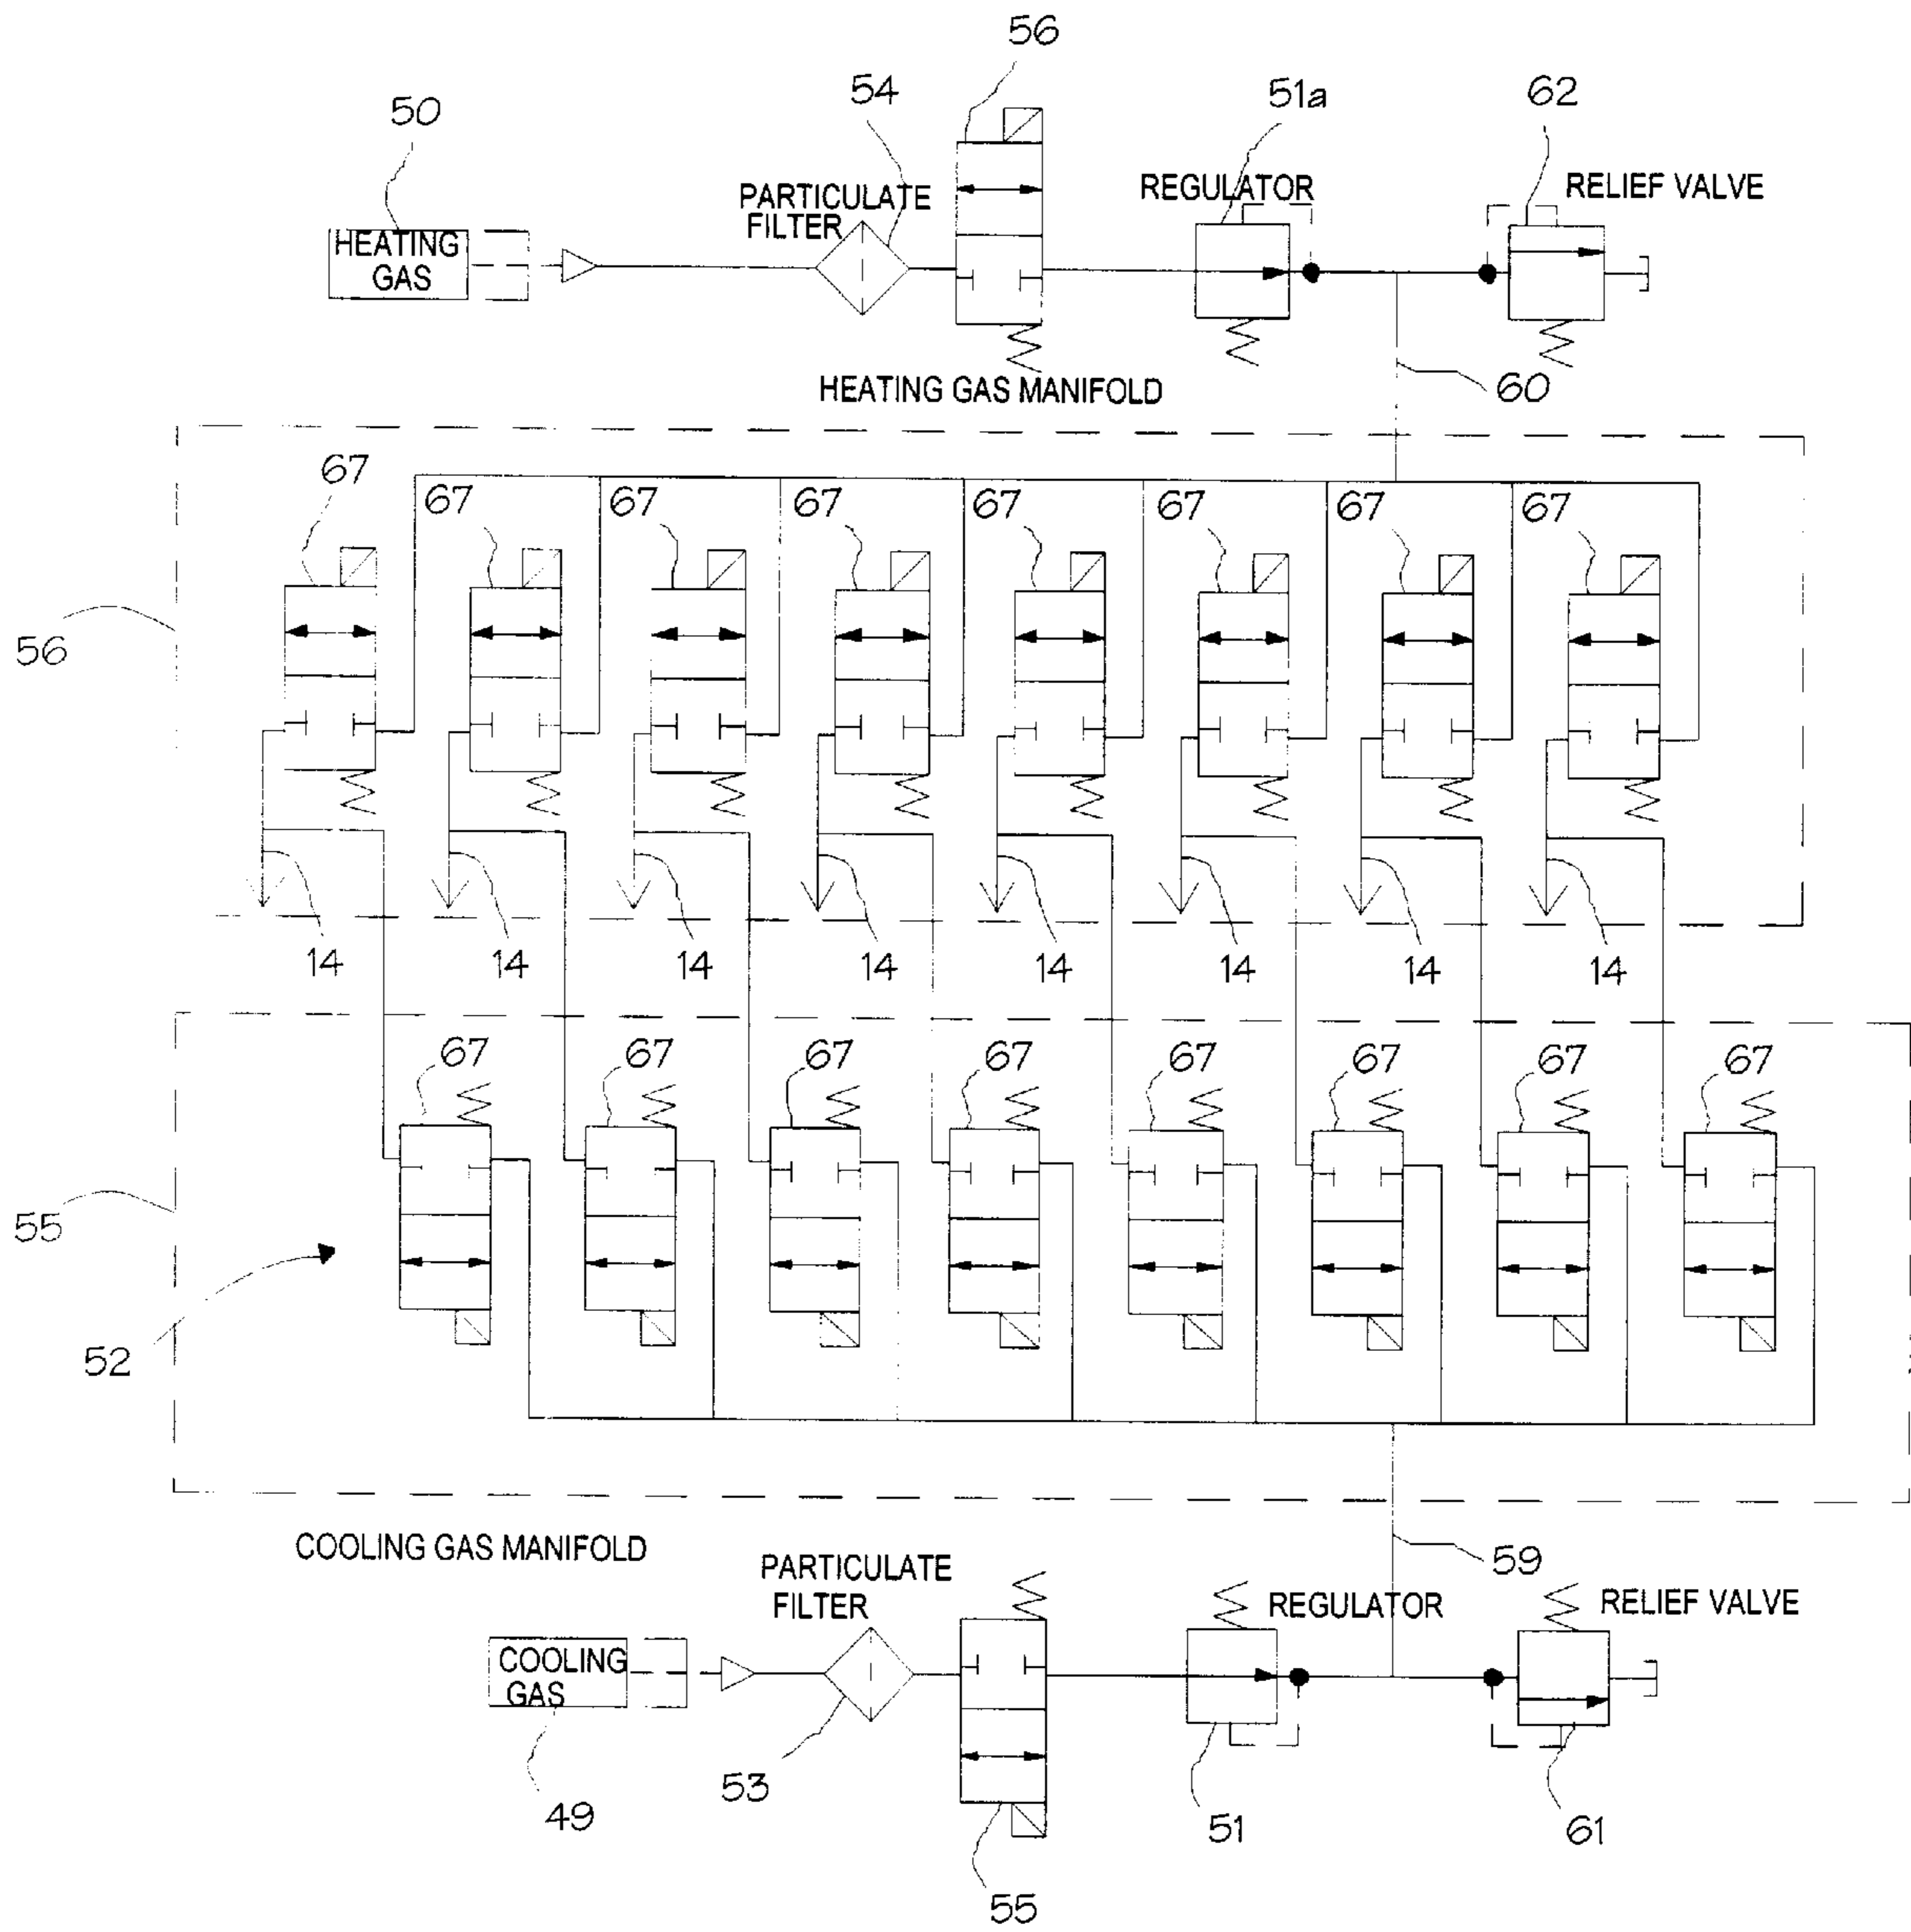 56
54
51a
62
50
PARTICULATE
FILTER
REGULATOR
RELIEF VALVE
HEATING
GAS
HEATING GAS MANIFOLD
60
67
67
67
67
67
67
67
67
56
14
14
14
14
14
14
14
14
67
67
67
67
67
67
67
67
55
52
COOLING GAS MANIFOLD
59
PARTICULATE
FILTER
REGULATOR
RELIEF VALVE
COOLING
GAS
53
49
51
61
55